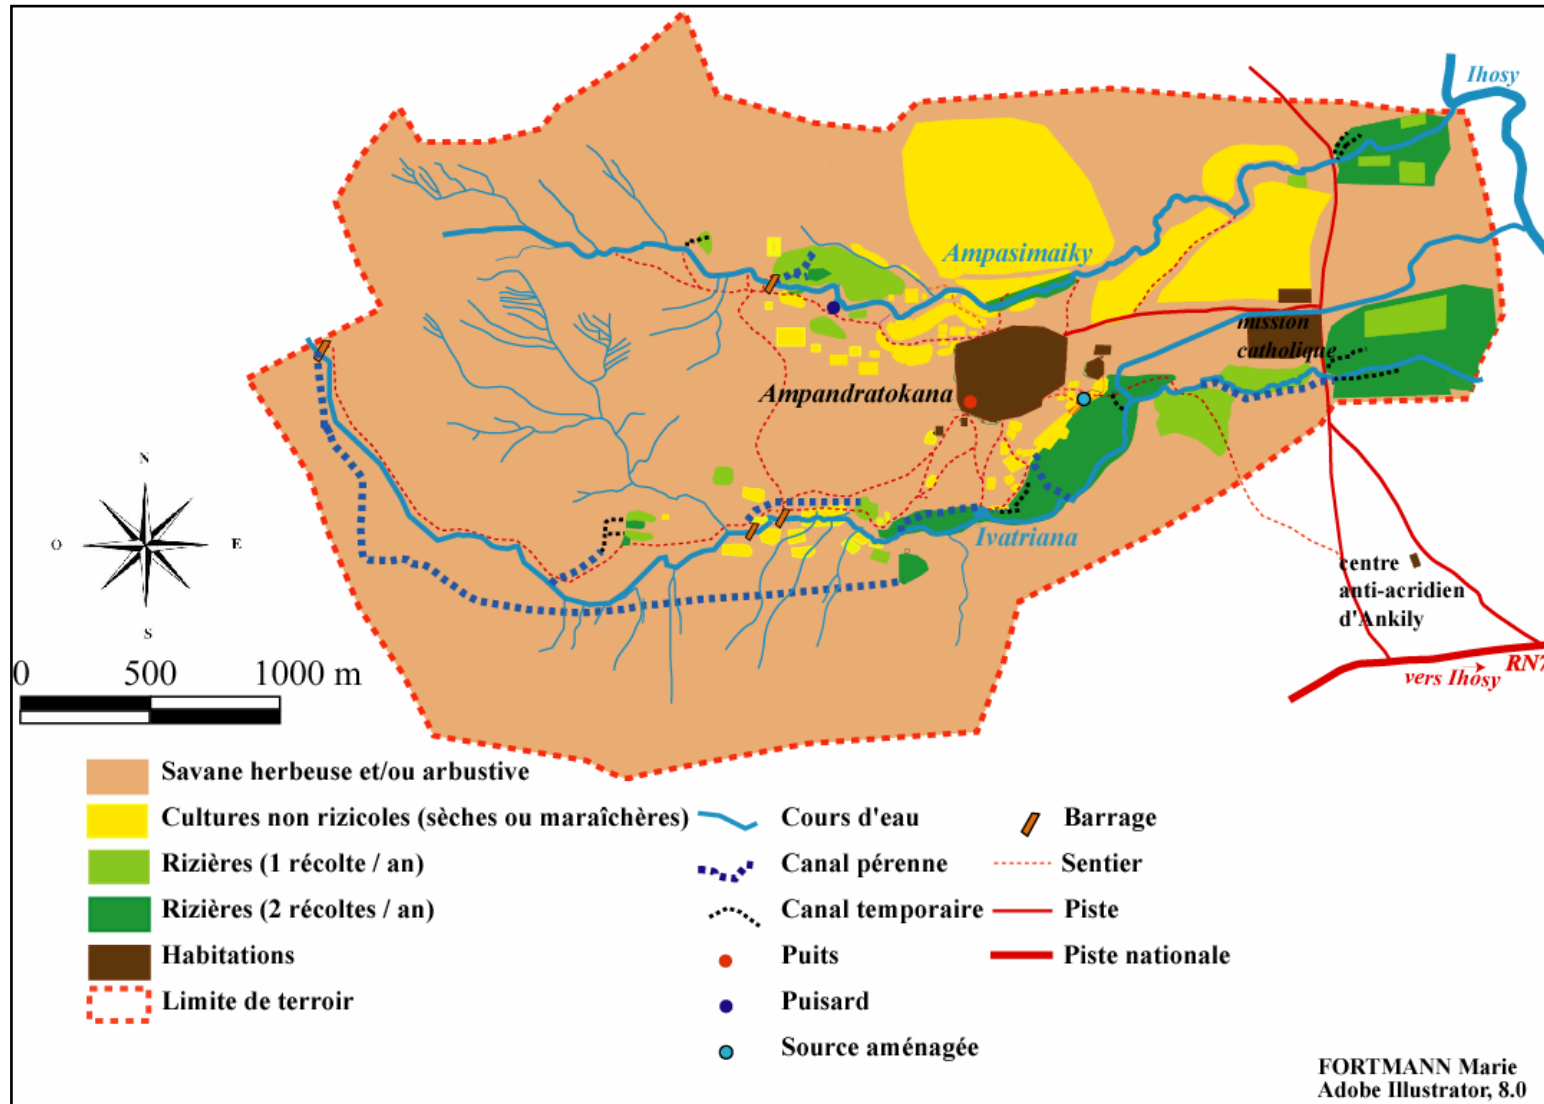 Ihosy
Ampasimaiky
mission
catholique
Ampandratokana
N
O
E
S
Ivatriana
centre
anti-acridien
d'Ankily
RN7
vers Ihosy
0 500 1000 m
Savane herbeuse et/ou arbustive
Cultures non rizicoles (sèches ou maraîchères)
Rizières (1 récolte / an)
Rizières (2 récoltes / an)
Habitations
Limite de terroir
Cours d'eau
Canal pérenne
Canal temporaire
Puits
Puisard
Source aménagée
Barrage
Sentier
Piste
Piste nationale
FORTMANN Marie
Adobe Illustrator, 8.0